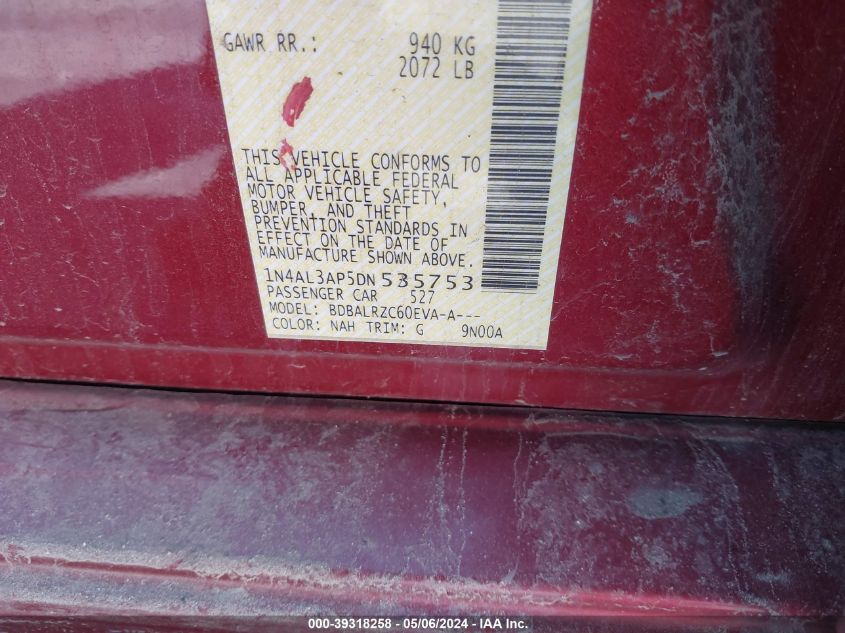 GAWR RR.: 940 KG
2072 LB
THIS VEHICLE CONFORMS TO
ALL APPLICABLE FEDERAL
MOTOR VEHICLE SAFETY,
BUMPER, AND THEFT
PREVENTION STANDARDS IN
EFFECT ON THE DATE OF
MANUFACTURE SHOWN ABOVE.
1N4AL3AP5DN535753
PASSENGER CAR 527
MODEL: BDBALRZC60EVA-A---
COLOR: NAH TRIM: G 9N00A
000-39318258 - 05/06/2024 - IAA Inc.